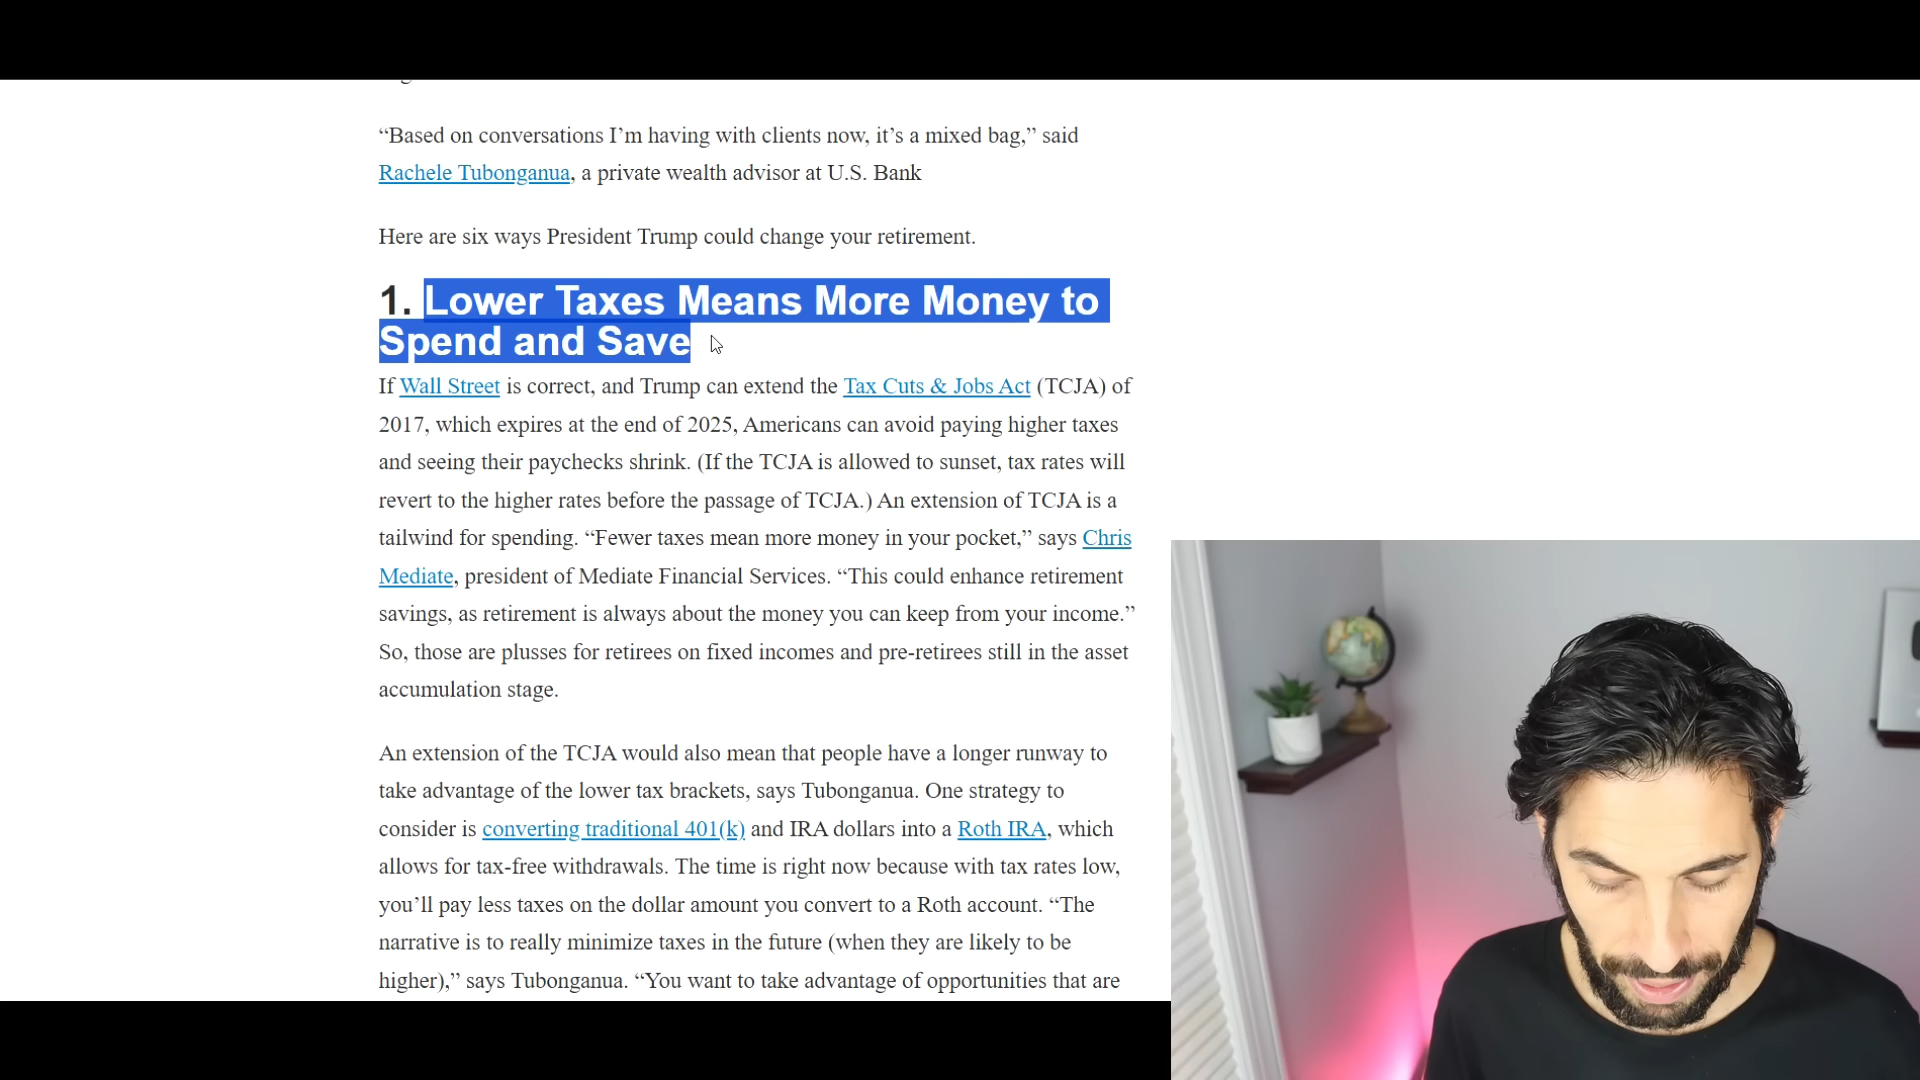 “Based on conversations I’m having with clients now, it’s a mixed bag,” said
Rachele Tubonganua, a private wealth advisor at U.S. Bank
Here are six ways President Trump could change your retirement.
1. Lower Taxes Means More Money to
Spend and Save
If Wall Street is correct, and Trump can extend the Tax Cuts & Jobs Act (TCJA) of
2017, which expires at the end of 2025, Americans can avoid paying higher taxes
and seeing their paychecks shrink. (If the TCJA is allowed to sunset, tax rates will
revert to the higher rates before the passage of TCJA.) An extension of TCJA is a
tailwind for spending. “Fewer taxes mean more money in your pocket,” says Chris
Mediate, president of Mediate Financial Services. “This could enhance retirement
savings, as retirement is always about the money you can keep from your income.”
So, those are plusses for retirees on fixed incomes and pre-retirees still in the asset
accumulation stage.
An extension of the TCJA would also mean that people have a longer runway to
take advantage of the lower tax brackets, says Tubonganua. One strategy to
consider is converting traditional 401(k) and IRA dollars into a Roth IRA, which
allows for tax-free withdrawals. The time is right now because with tax rates low,
you’ll pay less taxes on the dollar amount you convert to a Roth account. “The
narrative is to really minimize taxes in the future (when they are likely to be
higher),” says Tubonganua. “You want to take advantage of opportunities that are